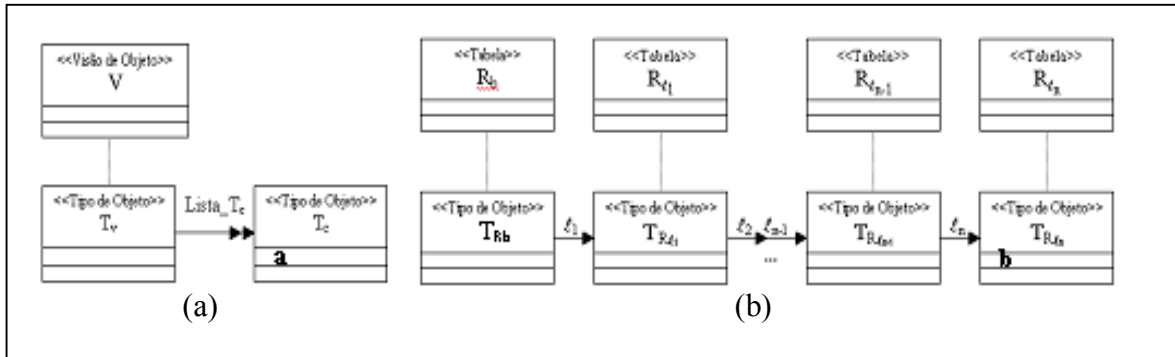 <<Visão de Objeto>>
V
<<Tipo de Objeto>>
Tv
Lista_Tc
<<Tipo de Objeto>>
Tc
a
(a)
<<Tabela>>
Rb
<<Tabela>>
Rℓ1
<<Tabela>>
Rℓn-1
<<Tabela>>
Rℓn
<<Tipo de Objeto>>
TRb
ℓ1
<<Tipo de Objeto>>
TRℓ1
ℓ2 ℓn-1
...
<<Tipo de Objeto>>
TRℓn-1
ℓn
<<Tipo de Objeto>>
TRℓn
b
(b)